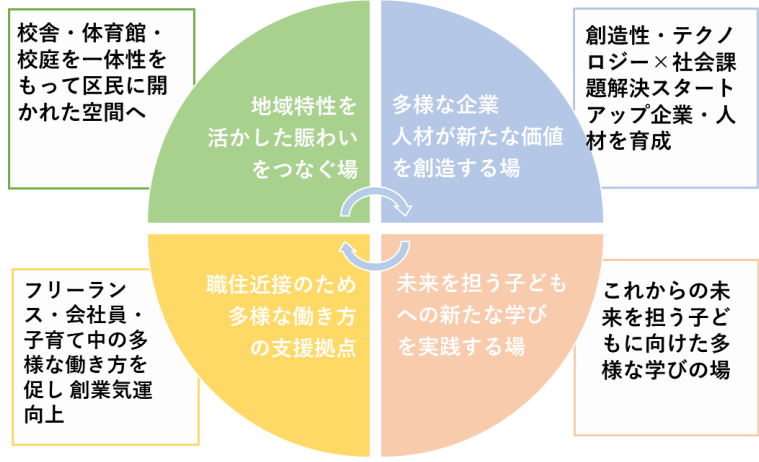 校舎・体育館・
校庭を一体性を
もって区民に開
かれた空間へ
地域特性を
活かした賑わい
をつなぐ場
多様な企業
人材が新たな価値
を創造する場
創造性・テクノ
ロジー×社会課
題解決スタート
アップ企業・人
材を育成
フリーラン
ス・会社員・
子育て中の多
様な働き方を
促し 創業気運
向上
職住近接のため
多様な働き方
の支援拠点
未来を担う子ども
への新たな学び
を実践する場
これからの未
来を担う子ど
もに向けた多
様な学びの場